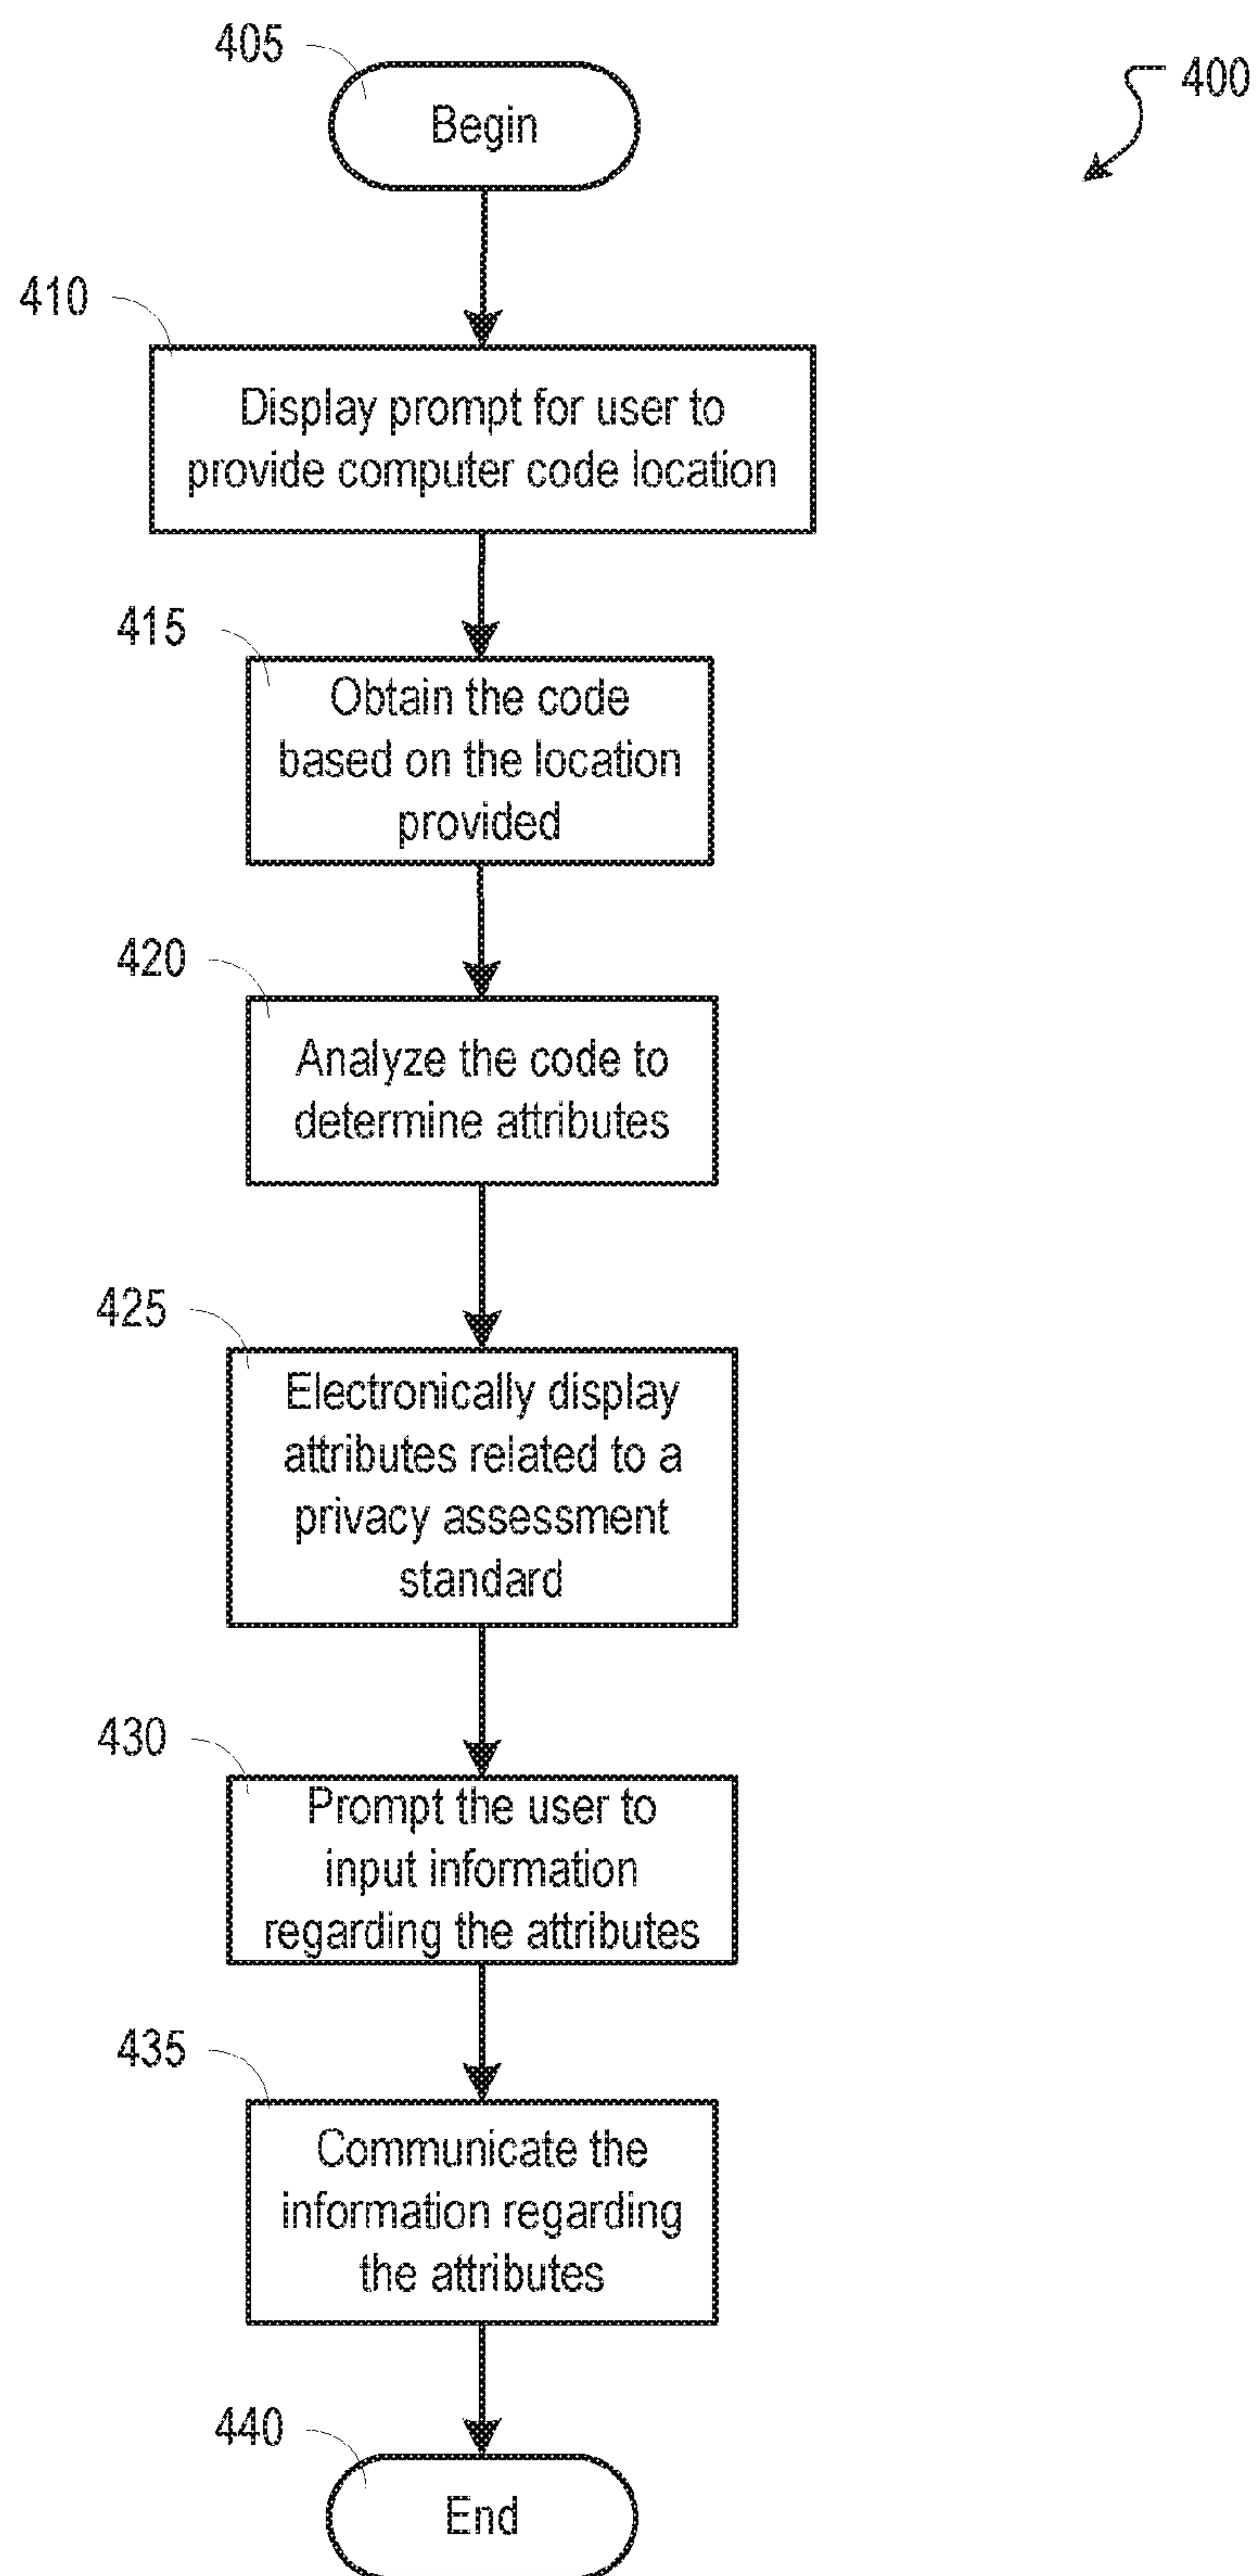 405
Begin
400
410
Display prompt for user to
provide computer code location
415
Obtain the code
based on the location
provided
420
Analyze the code to
determine attributes
425
Electronically display
attributes related to a
privacy assessment
standard
430
Prompt the user to
input information
regarding the attributes
435
Communicate the
information regarding
the attributes
440
End